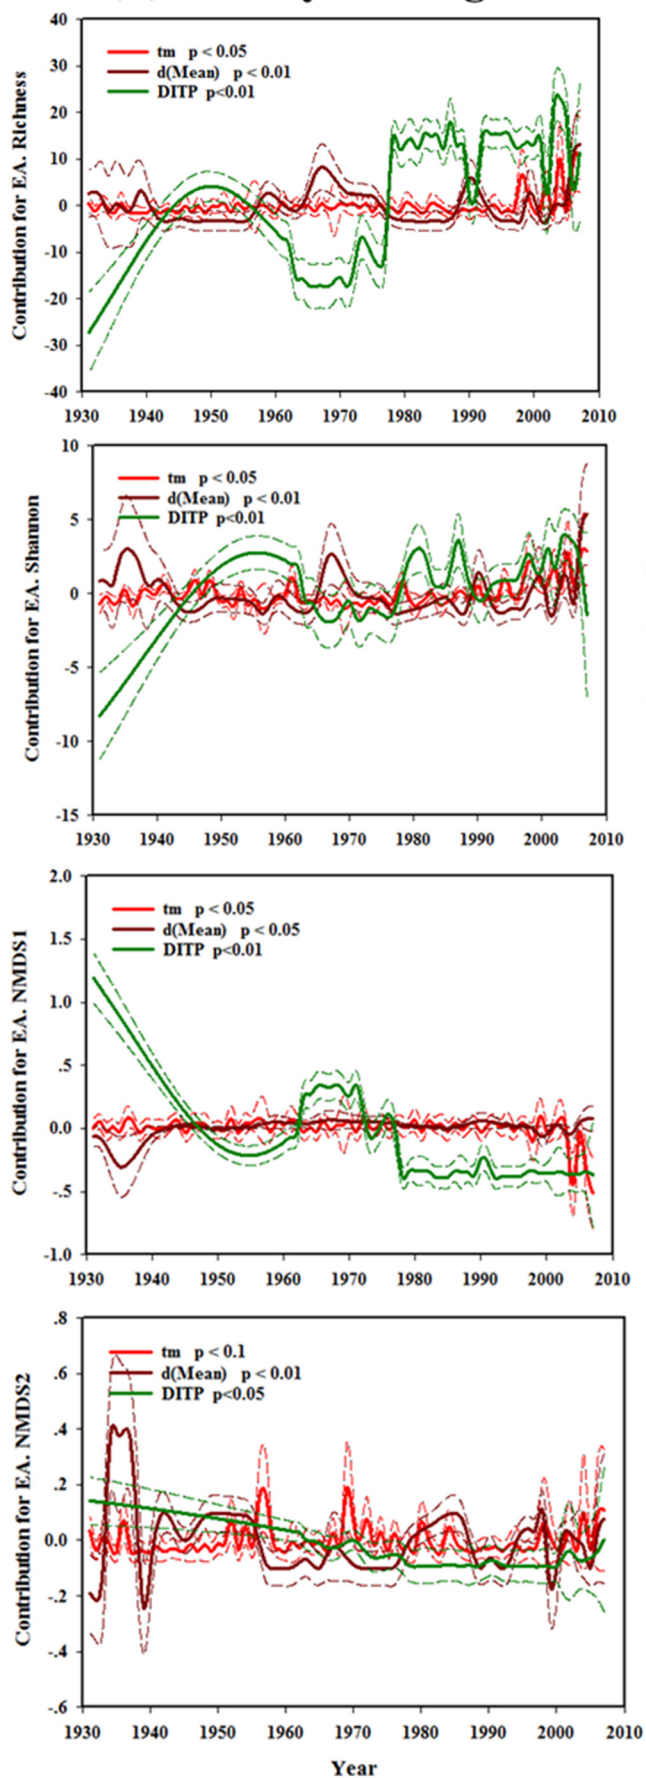 40
30
20
10
0
-10
-20
-30
-40
Contribution for EA. Richness
tm p < 0.05
d(Mean) p < 0.01
DITP p<0.01
1930 1940 1950 1960 1970 1980 1990 2000 2010
10
5
0
-5
-10
-15
Contribution for EA. Shannon
tm p < 0.05
d(Mean) p < 0.01
DITP p<0.01
1930 1940 1950 1960 1970 1980 1990 2000 2010
2.0
1.5
1.0
.5
0.0
-.5
-1.0
Contribution for EA. NMDS1
tm p < 0.05
d(Mean) p < 0.05
DITP p<0.01
1930 1940 1950 1960 1970 1980 1990 2000 2010
.8
.6
.4
.2
0.0
-.2
-.4
-.6
Contribution for EA. NMDS2
tm p < 0.1
d(Mean) p < 0.01
DITP p<0.05
1930 1940 1950 1960 1970 1980 1990 2000 2010
Year